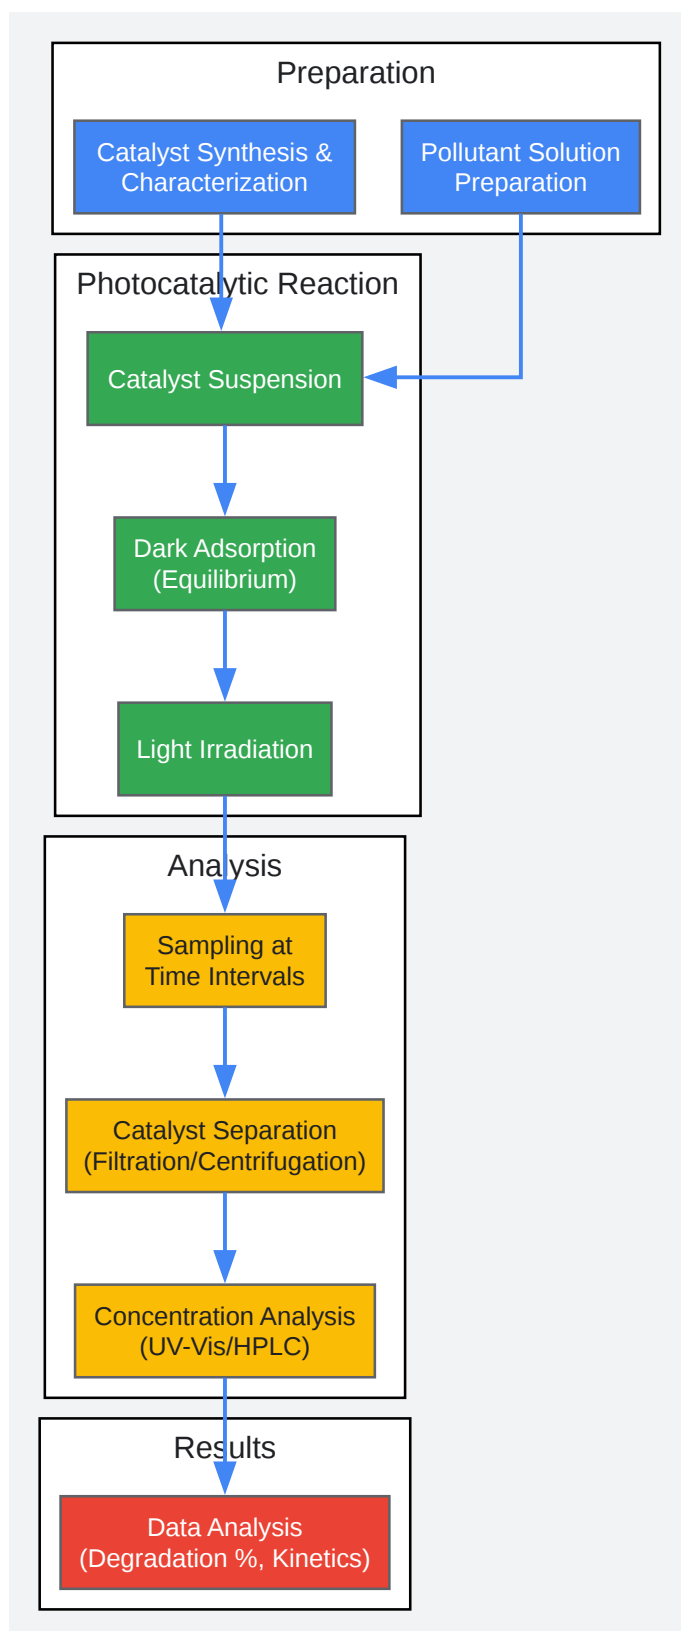 Preparation
Catalyst Synthesis &
Characterization
Pollutant Solution
Preparation
Photocatalytic Reaction
Catalyst Suspension
Dark Adsorption
(Equilibrium)
Light Irradiation
Analysis
Sampling at
Time Intervals
Catalyst Separation
(Filtration/Centrifugation)
Concentration Analysis
(UV-Vis/HPLC)
Results
Data Analysis
(Degradation %, Kinetics)